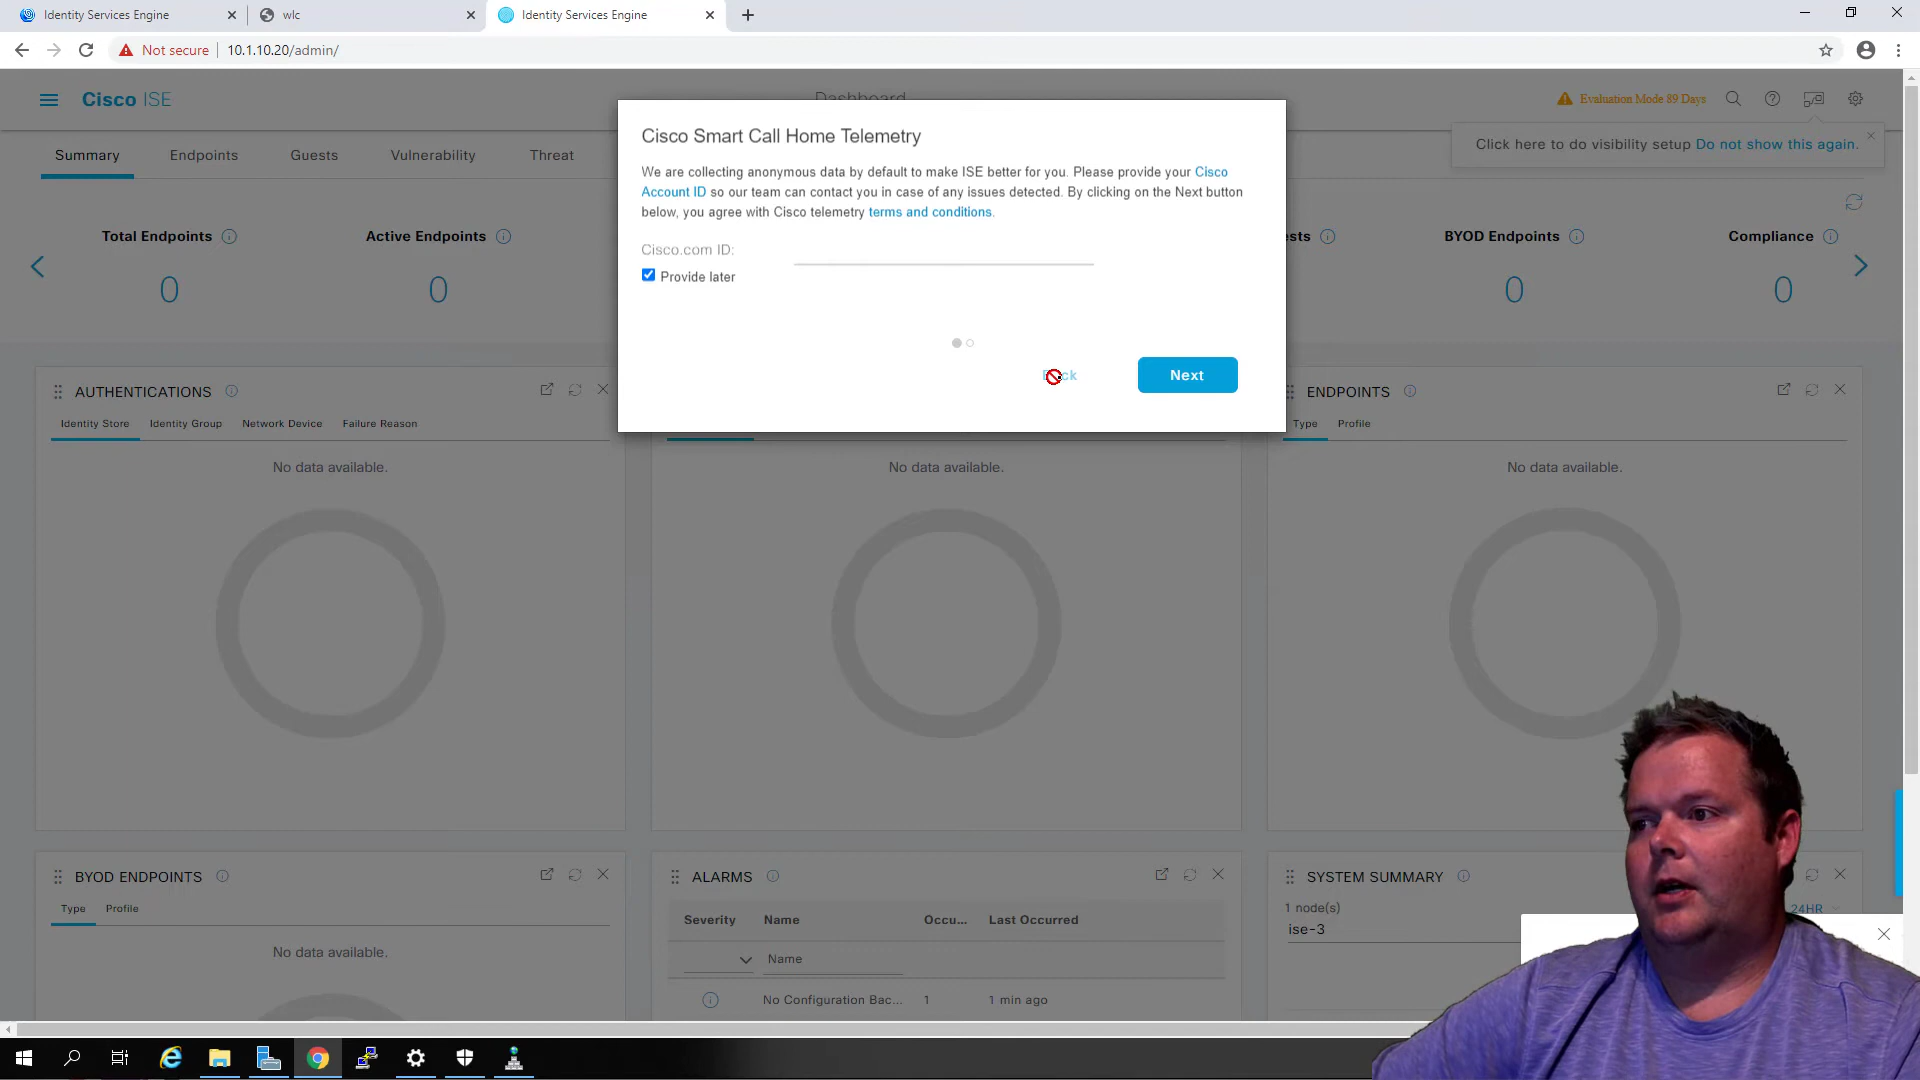 Identity Services Engine
wlc
Identity Services Engine
Not secure
10.1.10.20/admin/
Cisco ISE
Evaluation Mode 89 Days
Click here to do visibility setup Do not show this again.
Summary
Endpoints
Guests
Vulnerability
Threat
Cisco Smart Call Home Telemetry
We are collecting anonymous data by default to make ISE better for you. Please provide your Cisco
Account ID so our team can contact you in case of any issues detected. By clicking on the Next button
below, you agree with Cisco telemetry terms and conditions.
Cisco.com ID:
Provide later
Next
Total Endpoints
0
Active Endpoints
0
BYOD Endpoints
0
Compliance
0
AUTHENTICATIONS
Identity Store
Identity Group
Network Device
Failure Reason
No data available.
No data available.
ENDPOINTS
Type
Profile
No data available.
BYOD ENDPOINTS
Type
Profile
No data available.
ALARMS
Severity
Name
Occu...
Last Occurred
Name
No Configuration Bac...
1
1 min ago
SYSTEM SUMMARY
1 node(s)
24HR
ise-3